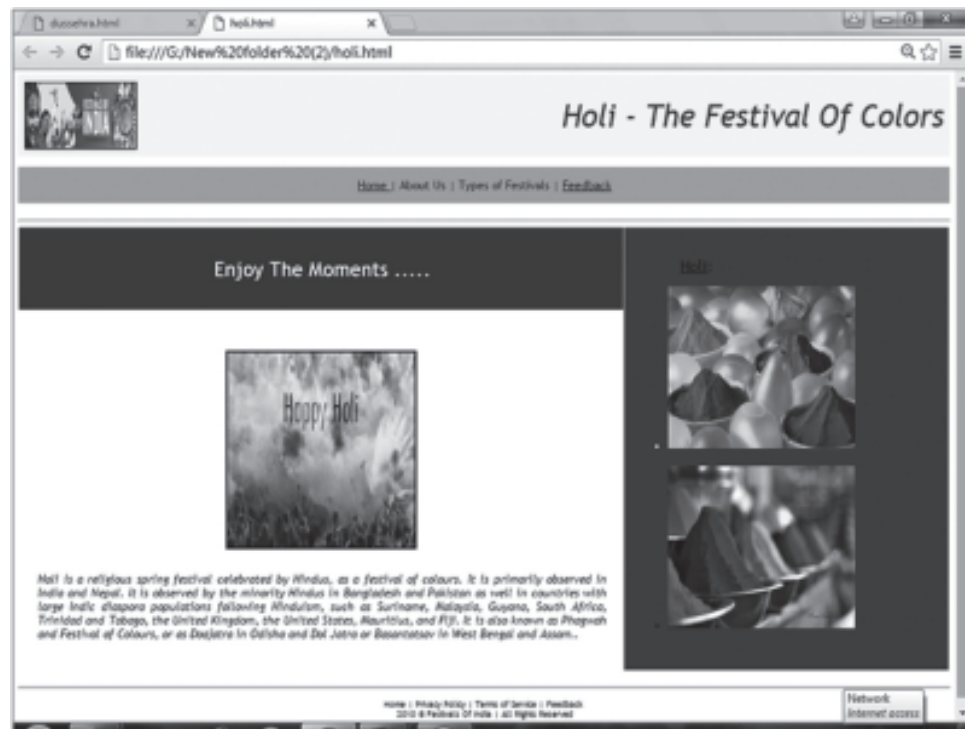 dussehra.html
holi.html
file:///G:/New%20folder%20(2)/holi.html
Holi - The Festival Of Colors
Home | About Us | Types of Festivals | Feedback
Enjoy The Moments .....
Holi:
Happy Holi
Holi is a religious spring festival celebrated by Hindus, as a festival of colours. It is primarily observed in
India and Nepal. It is observed by the minority Hindus in Bangladesh and Pakistan as well in countries with
large Indic diaspora populations following Hinduism, such as Suriname, Malaysia, Guyana, South Africa,
Trinidad and Tobago, the United Kingdom, the United States, Mauritius, and Fiji. It is also known as Phagwah
and Festival of Colours, or as Doajatra in Odisha and Dol Jatra or Basantotsav in West Bengal and Assam..
Home | Privacy Policy | Terms of Service | Feedback
© Festivals Of India | All Rights Reserved
Network
Internet access